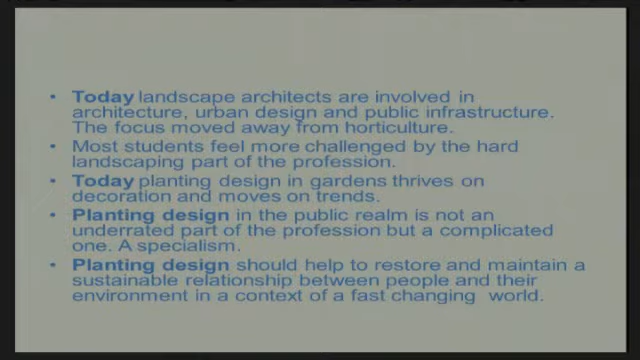 • Today landscape architects are involved in
architecture, urban design and public infrastructure.
The focus moved away from horticulture.
• Most students feel more challenged by the hard
landscaping part of the profession.
• Today planting design in gardens thrives on
decoration and moves on trends.
• Planting design in the public realm is not an
underrated part of the profession but a complicated
one. A specialism.
• Planting design should help to restore and maintain a
sustainable relationship between people and their
environment in a context of a fast changing world.